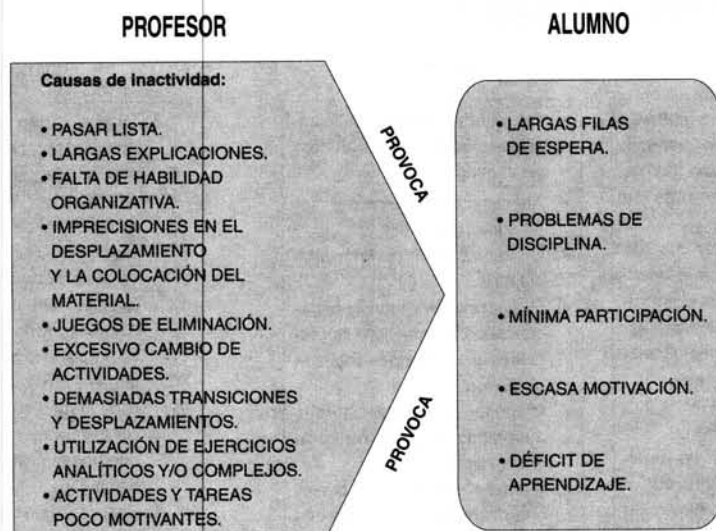 PROFESOR
Causas de inactividad:
• PASAR LISTA.
• LARGAS EXPLICACIONES.
• FALTA DE HABILIDAD
ORGANIZATIVA.
• IMPRECISIONES EN EL
DESPLAZAMIENTO
Y LA COLOCACIÓN DEL
MATERIAL.
• JUEGOS DE ELIMINACIÓN.
• EXCESIVO CAMBIO DE
ACTIVIDADES.
• DEMASIADAS TRANSICIONES
Y DESPLAZAMIENTOS.
• UTILIZACIÓN DE EJERCICIOS
ANALÍTICOS Y/O COMPLEJOS.
• ACTIVIDADES Y TAREAS
POCO MOTIVANTES.
PROVOCA
PROVOCA
ALUMNO
• LARGAS FILAS
DE ESPERA.
• PROBLEMAS DE
DISCIPLINA.
• MÍNIMA PARTICIPACIÓN.
• ESCASA MOTIVACIÓN.
• DÉFICIT DE
APRENDIZAJE.